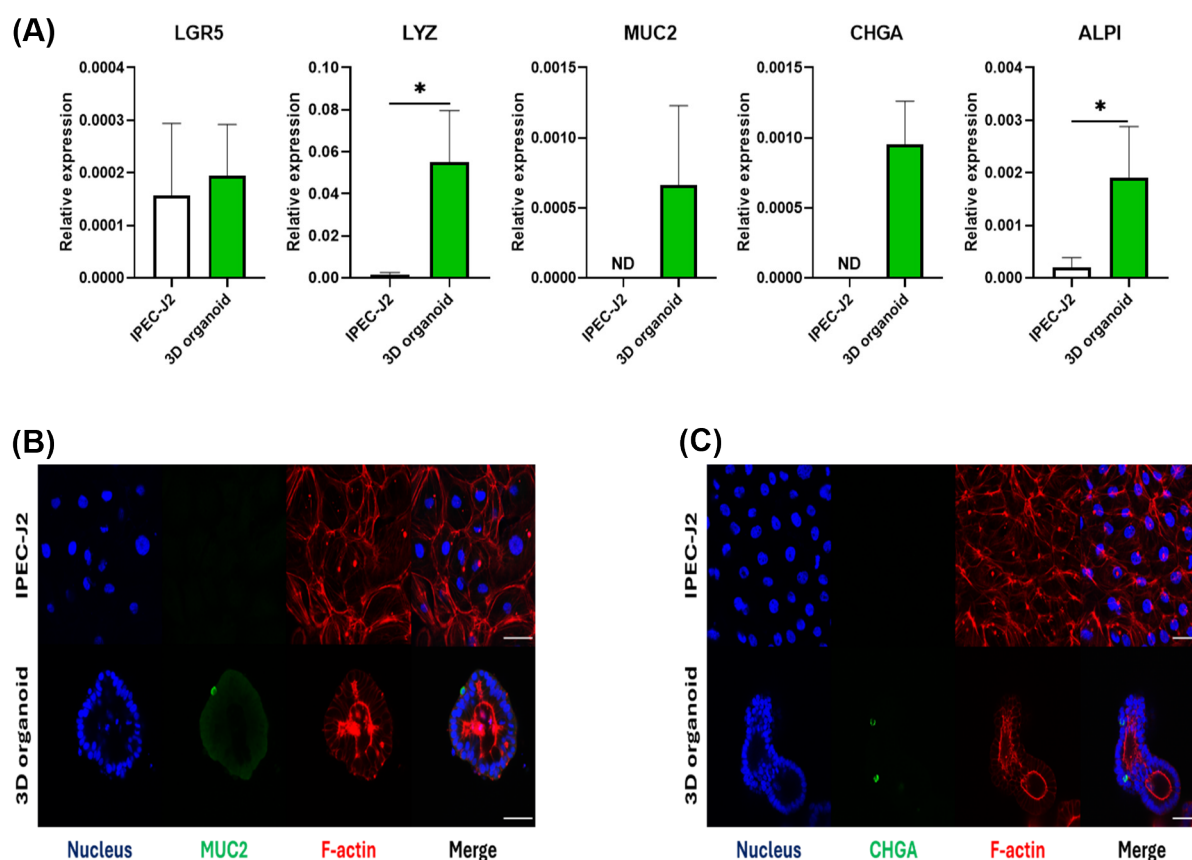 (A)
LGR5
Relative expression
0.0004
0.0003
0.0002
0.0001
0.0000
IPEC-J2
3D organoid
LYZ
Relative expression
0.10
0.08
0.06
0.04
0.02
0.00
*
IPEC-J2
3D organoid
MUC2
Relative expression
0.0015
0.0010
0.0005
0.0000
ND
IPEC-J2
3D organoid
CHGA
Relative expression
0.0015
0.0010
0.0005
0.0000
ND
IPEC-J2
3D organoid
ALPI
Relative expression
0.004
0.003
0.002
0.001
0.000
*
IPEC-J2
3D organoid
(B)
IPEC-J2
3D organoid
Nucleus MUC2 F-actin Merge
(C)
IPEC-J2
3D organoid
Nucleus CHGA F-actin Merge